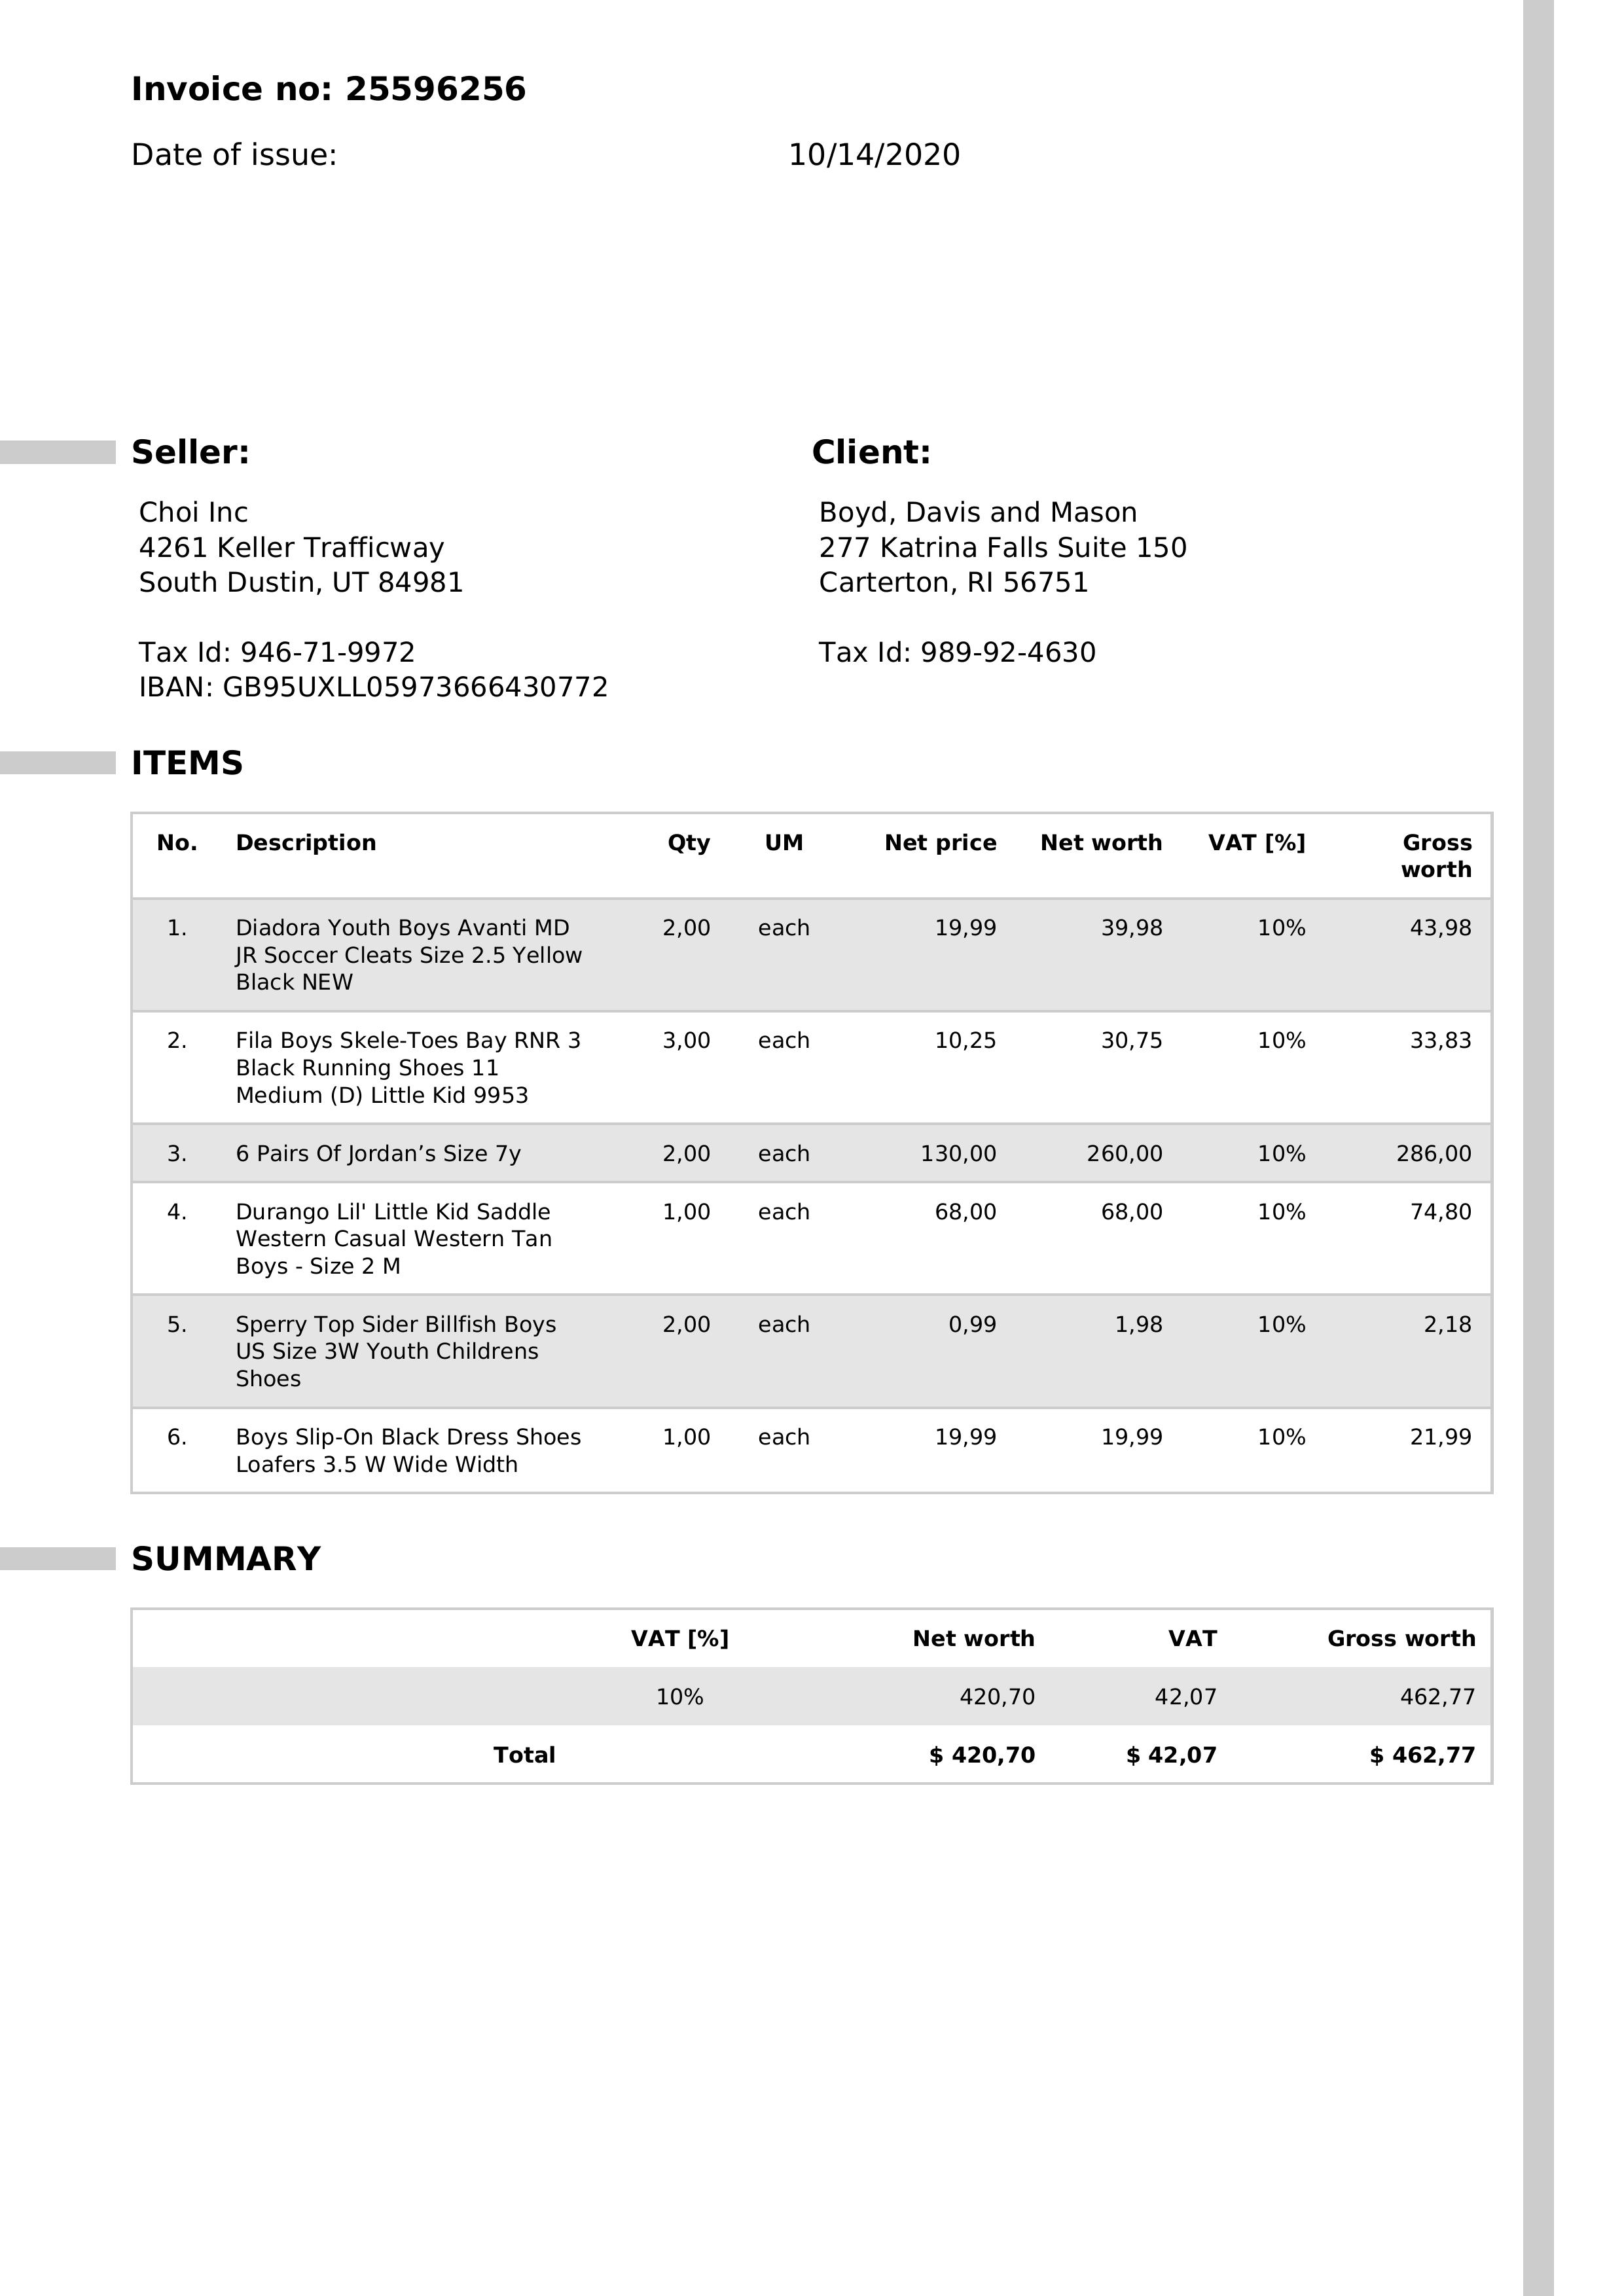 Invoice no: 25596256
Date of issue: 10/14/2020
Seller:
Choi Inc
4261 Keller Trafficway
South Dustin, UT 84981
Tax Id: 946-71-9972
IBAN: GB95UXLL05973666430772
Client:
Boyd, Davis and Mason
277 Katrina Falls Suite 150
Carterton, RI 56751
Tax Id: 989-92-4630
ITEMS
No. Description Qty UM Net price Net worth VAT [%] Gross
worth
1. Diadora Youth Boys Avanti MD 2,00 each 19,99 39,98 10% 43,98
JR Soccer Cleats Size 2.5 Yellow
Black NEW
2. Fila Boys Skele-Toes Bay RNR 3 3,00 each 10,25 30,75 10% 33,83
Black Running Shoes 11
Medium (D) Little Kid 9953
3. 6 Pairs Of Jordan’s Size 7y 2,00 each 130,00 260,00 10% 286,00
4. Durango Lil' Little Kid Saddle 1,00 each 68,00 68,00 10% 74,80
Western Casual Western Tan
Boys - Size 2 M
5. Sperry Top Sider Billfish Boys 2,00 each 0,99 1,98 10% 2,18
US Size 3W Youth Childrens
Shoes
6. Boys Slip-On Black Dress Shoes 1,00 each 19,99 19,99 10% 21,99
Loafers 3.5 W Wide Width
SUMMARY
VAT [%] Net worth VAT Gross worth
10% 420,70 42,07 462,77
Total $ 420,70 $ 42,07 $ 462,77